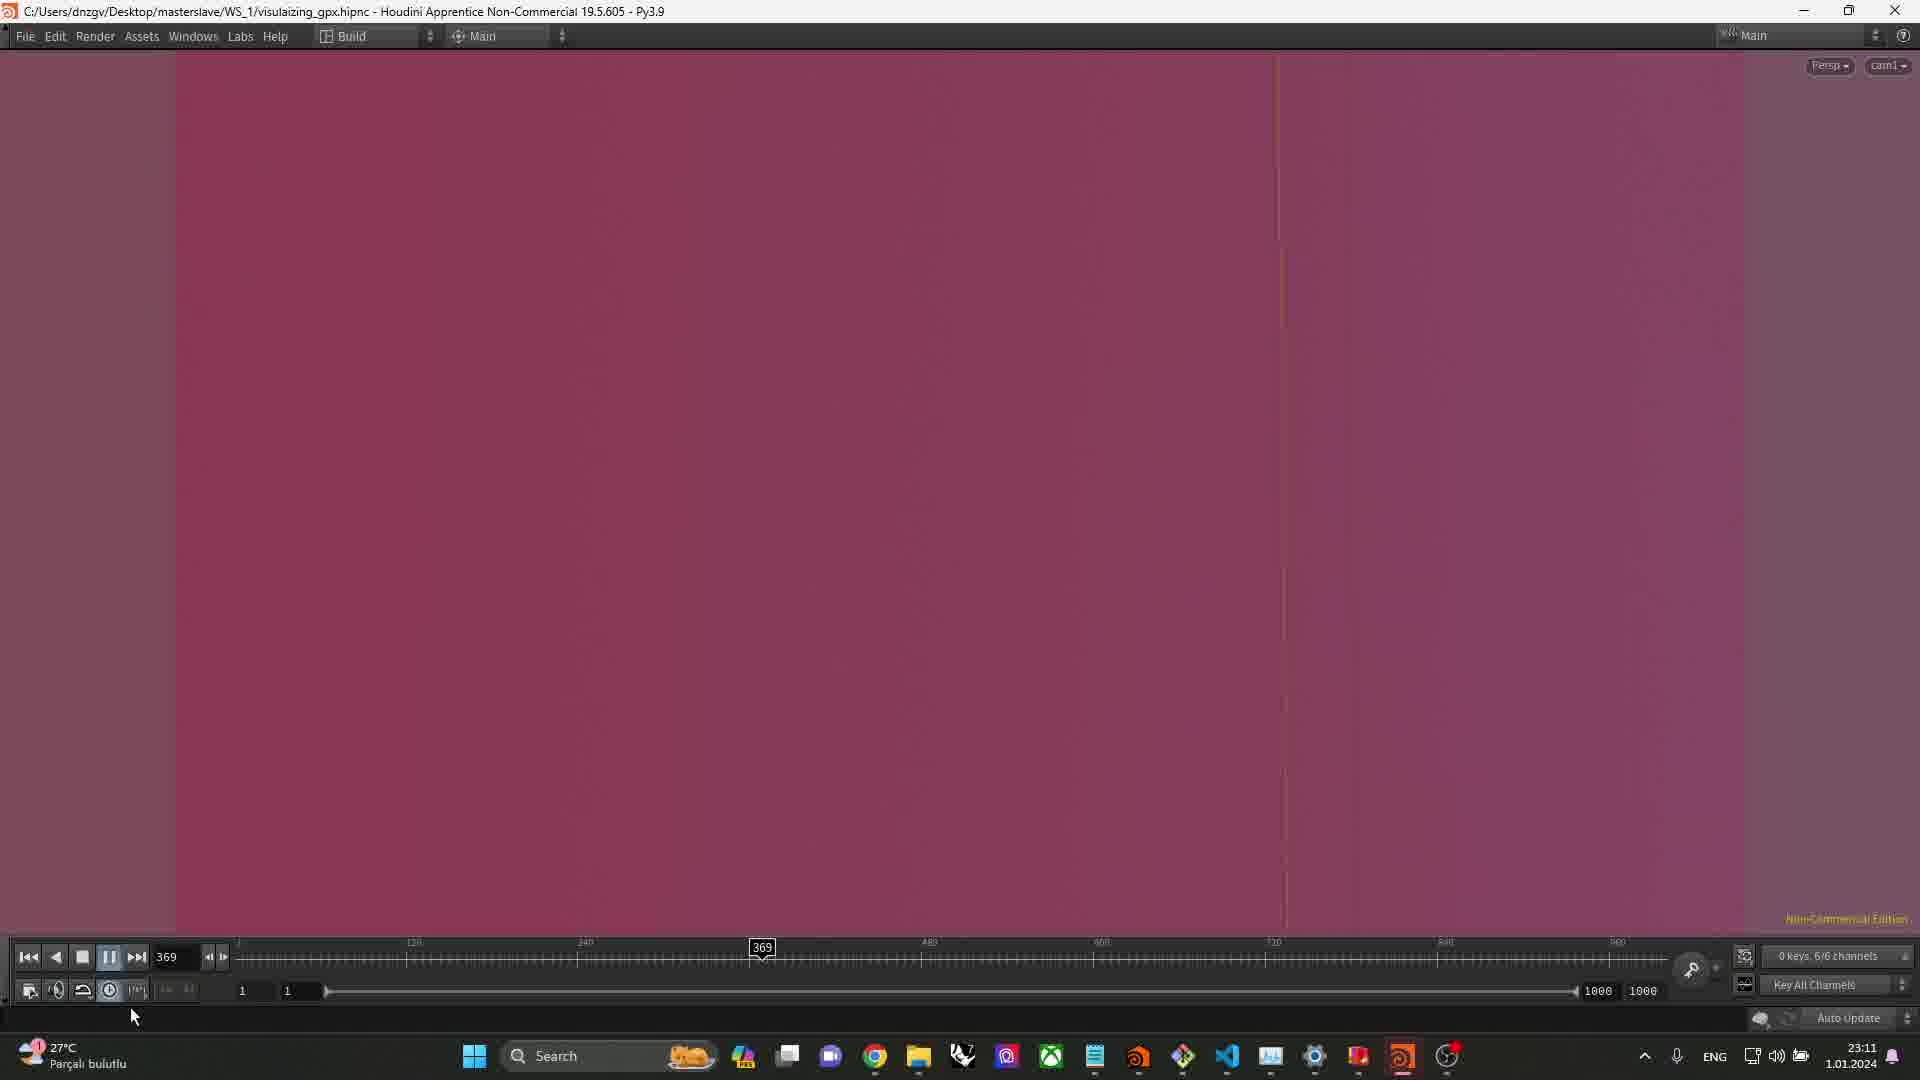 C:/Users/dnzgv/Desktop/masterslave/WS_1/visulaizing_gpx.hipnc - Houdini Apprentice Non-Commercial 19.5.605 - Py3.9
File Edit Render Assets Windows Labs Help Build Main Main
Persp cam1
Non-Commercial Edition
1 120 240 369 480 600 720 840 960
369
0 keys, 6/6 channels
1 1 1000 1000 Key All Channels
Auto Update
27°C
Parçalı bulutlu
Search
ENG
23:11
1.01.2024